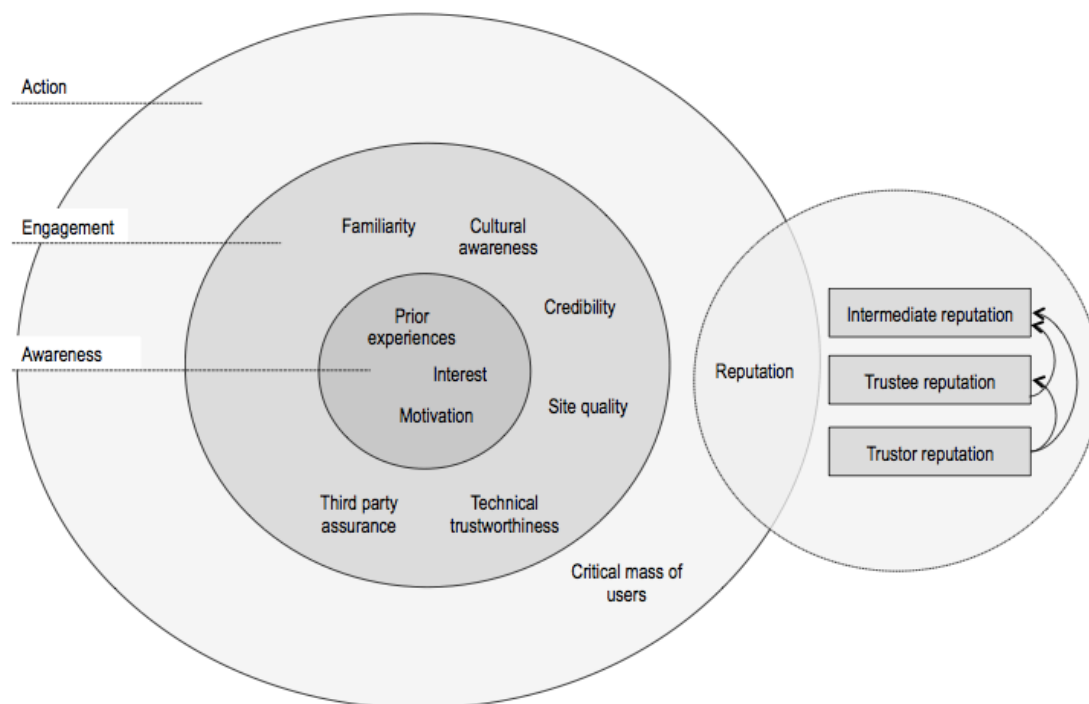 Action
Engagement
Familiarity
Cultural
awareness
Credibility
Awareness
Prior
experiences
Interest
Motivation
Site quality
Third party
assurance
Technical
trustworthiness
Critical mass of
users
Reputation
Intermediate reputation
Trustee reputation
Trustor reputation